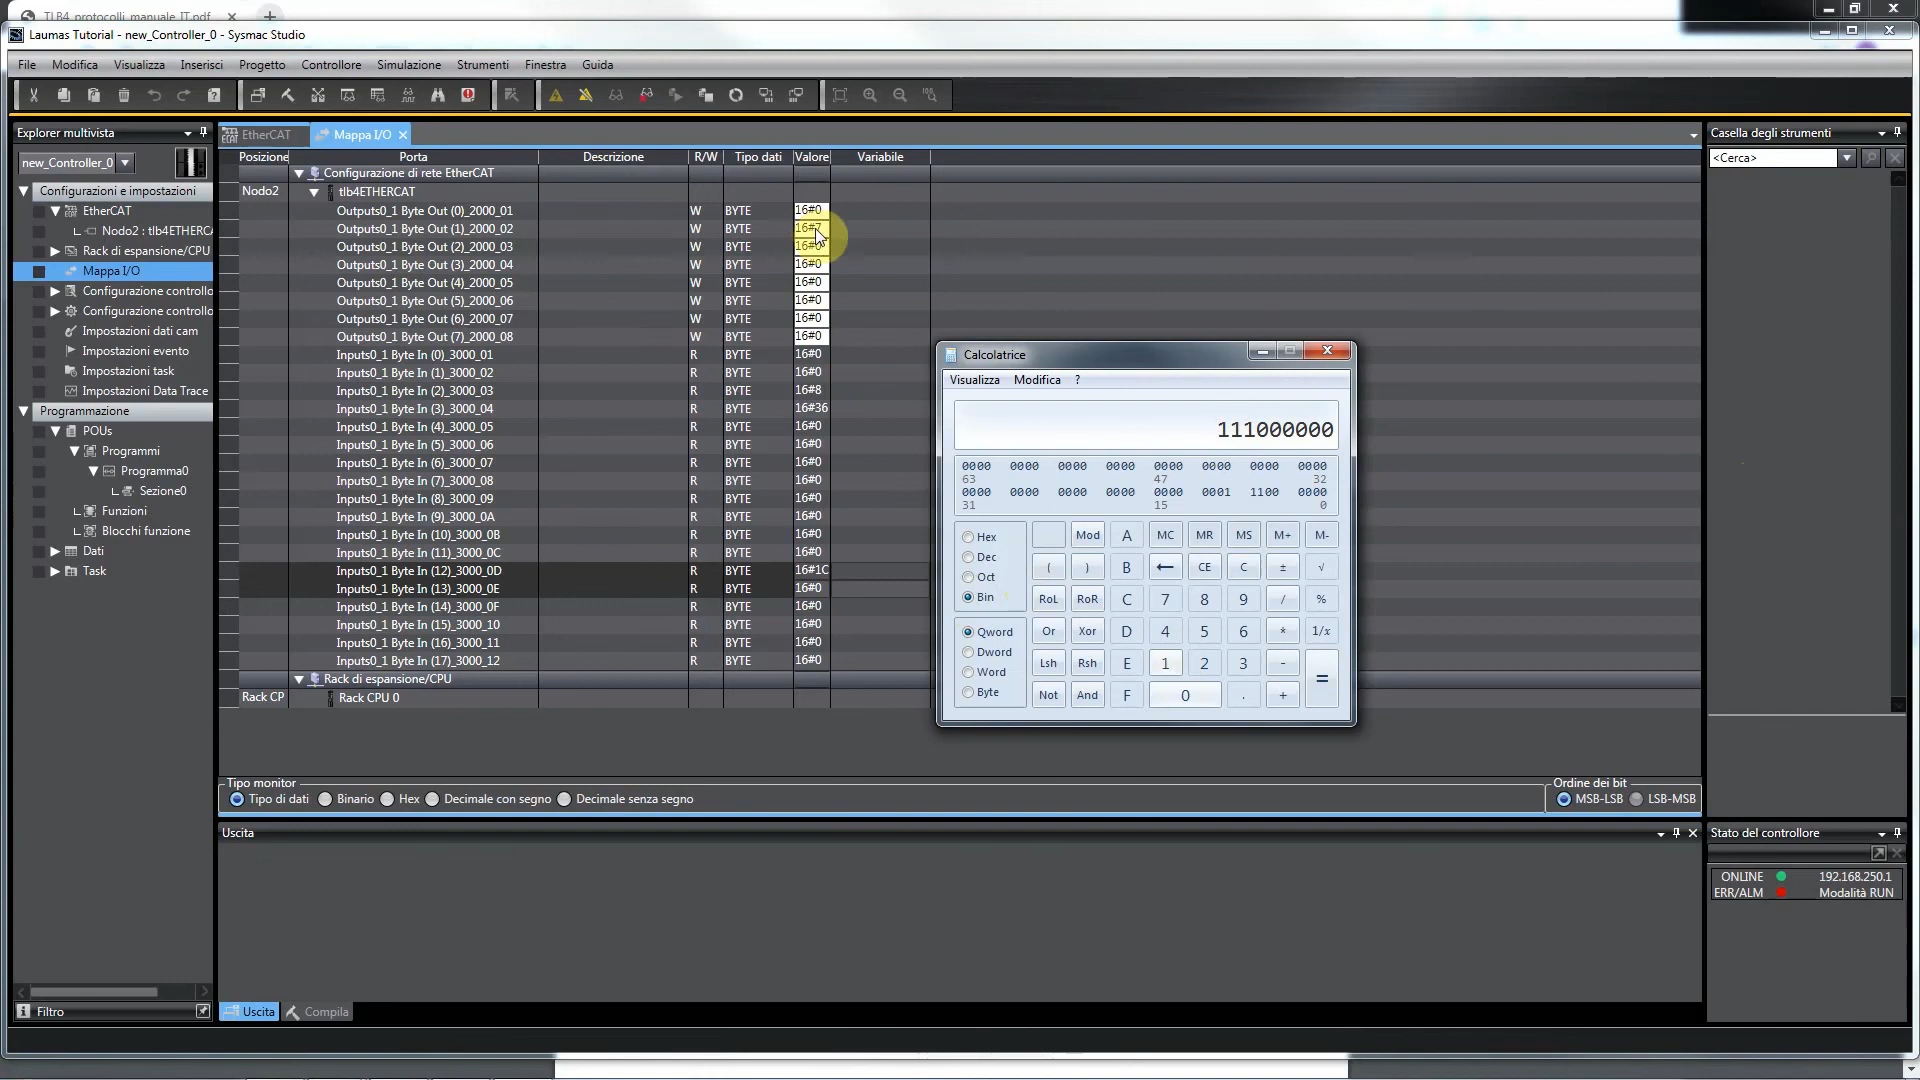 TLB4_protocolli_manuale_IT.pdf
Laumas Tutorial - new_Controller_0 - Sysmac Studio
File Modifica Visualizza Inserisci Progetto Controllore Simulazione Strumenti Finestra Guida
Explorer multivista
new_Controller_0
Configurazioni e impostazioni
EtherCAT
Nodo2 : tlb4ETHERCA
Rack di espansione/CPU
Mappa I/O
Configurazione controllo
Configurazione controllo
Impostazioni dati cam
Impostazioni evento
Impostazioni task
Impostazioni Data Trace
Programmazione
POUs
Programmi
Programma0
Sezione0
Funzioni
Blocchi funzione
Dati
Task
Filtro
EtherCAT Mappa I/O
Posizione Porta Descrizione R/W Tipo dati Valore Variabile
Configurazione di rete EtherCAT
Nodo2 tlb4ETHERCAT
Outputs0_1 Byte Out (0)_2000_01 W BYTE 16#0
Outputs0_1 Byte Out (1)_2000_02 W BYTE 16#7
Outputs0_1 Byte Out (2)_2000_03 W BYTE 16#0
Outputs0_1 Byte Out (3)_2000_04 W BYTE 16#0
Outputs0_1 Byte Out (4)_2000_05 W BYTE 16#0
Outputs0_1 Byte Out (5)_2000_06 W BYTE 16#0
Outputs0_1 Byte Out (6)_2000_07 W BYTE 16#0
Outputs0_1 Byte Out (7)_2000_08 W BYTE 16#0
Inputs0_1 Byte In (0)_3000_01 R BYTE 16#0
Inputs0_1 Byte In (1)_3000_02 R BYTE 16#0
Inputs0_1 Byte In (2)_3000_03 R BYTE 16#8
Inputs0_1 Byte In (3)_3000_04 R BYTE 16#36
Inputs0_1 Byte In (4)_3000_05 R BYTE 16#0
Inputs0_1 Byte In (5)_3000_06 R BYTE 16#0
Inputs0_1 Byte In (6)_3000_07 R BYTE 16#0
Inputs0_1 Byte In (7)_3000_08 R BYTE 16#0
Inputs0_1 Byte In (8)_3000_09 R BYTE 16#0
Inputs0_1 Byte In (9)_3000_0A R BYTE 16#0
Inputs0_1 Byte In (10)_3000_0B R BYTE 16#0
Inputs0_1 Byte In (11)_3000_0C R BYTE 16#0
Inputs0_1 Byte In (12)_3000_0D R BYTE 16#1C
Inputs0_1 Byte In (13)_3000_0E R BYTE 16#0
Inputs0_1 Byte In (14)_3000_0F R BYTE 16#0
Inputs0_1 Byte In (15)_3000_10 R BYTE 16#0
Inputs0_1 Byte In (16)_3000_11 R BYTE 16#0
Inputs0_1 Byte In (17)_3000_12 R BYTE 16#0
Rack di espansione/CPU
Rack CP Rack CPU 0
Tipo monitor
Tipo di dati Binario Hex Decimale con segno Decimale senza segno
Ordine dei bit
MSB-LSB LSB-MSB
Uscita
Uscita Compila
Calcolatrice
Visualizza Modifica ?
111000000
0000 0000 0000 0000 0000 0000 0000 0000
63 47 32
0000 0000 0000 0000 0000 0001 1100 0000
31 15 0
Hex Mod A MC MR MS M+ M-
Dec
Oct ( ) B ← CE C ± √
Bin RoL RoR C 7 8 9 / %
Qword Or Xor D 4 5 6 * 1/x
Dword Lsh Rsh E 1 2 3 - =
Word
Byte Not And F 0 . +
Casella degli strumenti
<Cerca>
Stato del controllore
ONLINE 192.168.250.1
ERR/ALM Modalità RUN